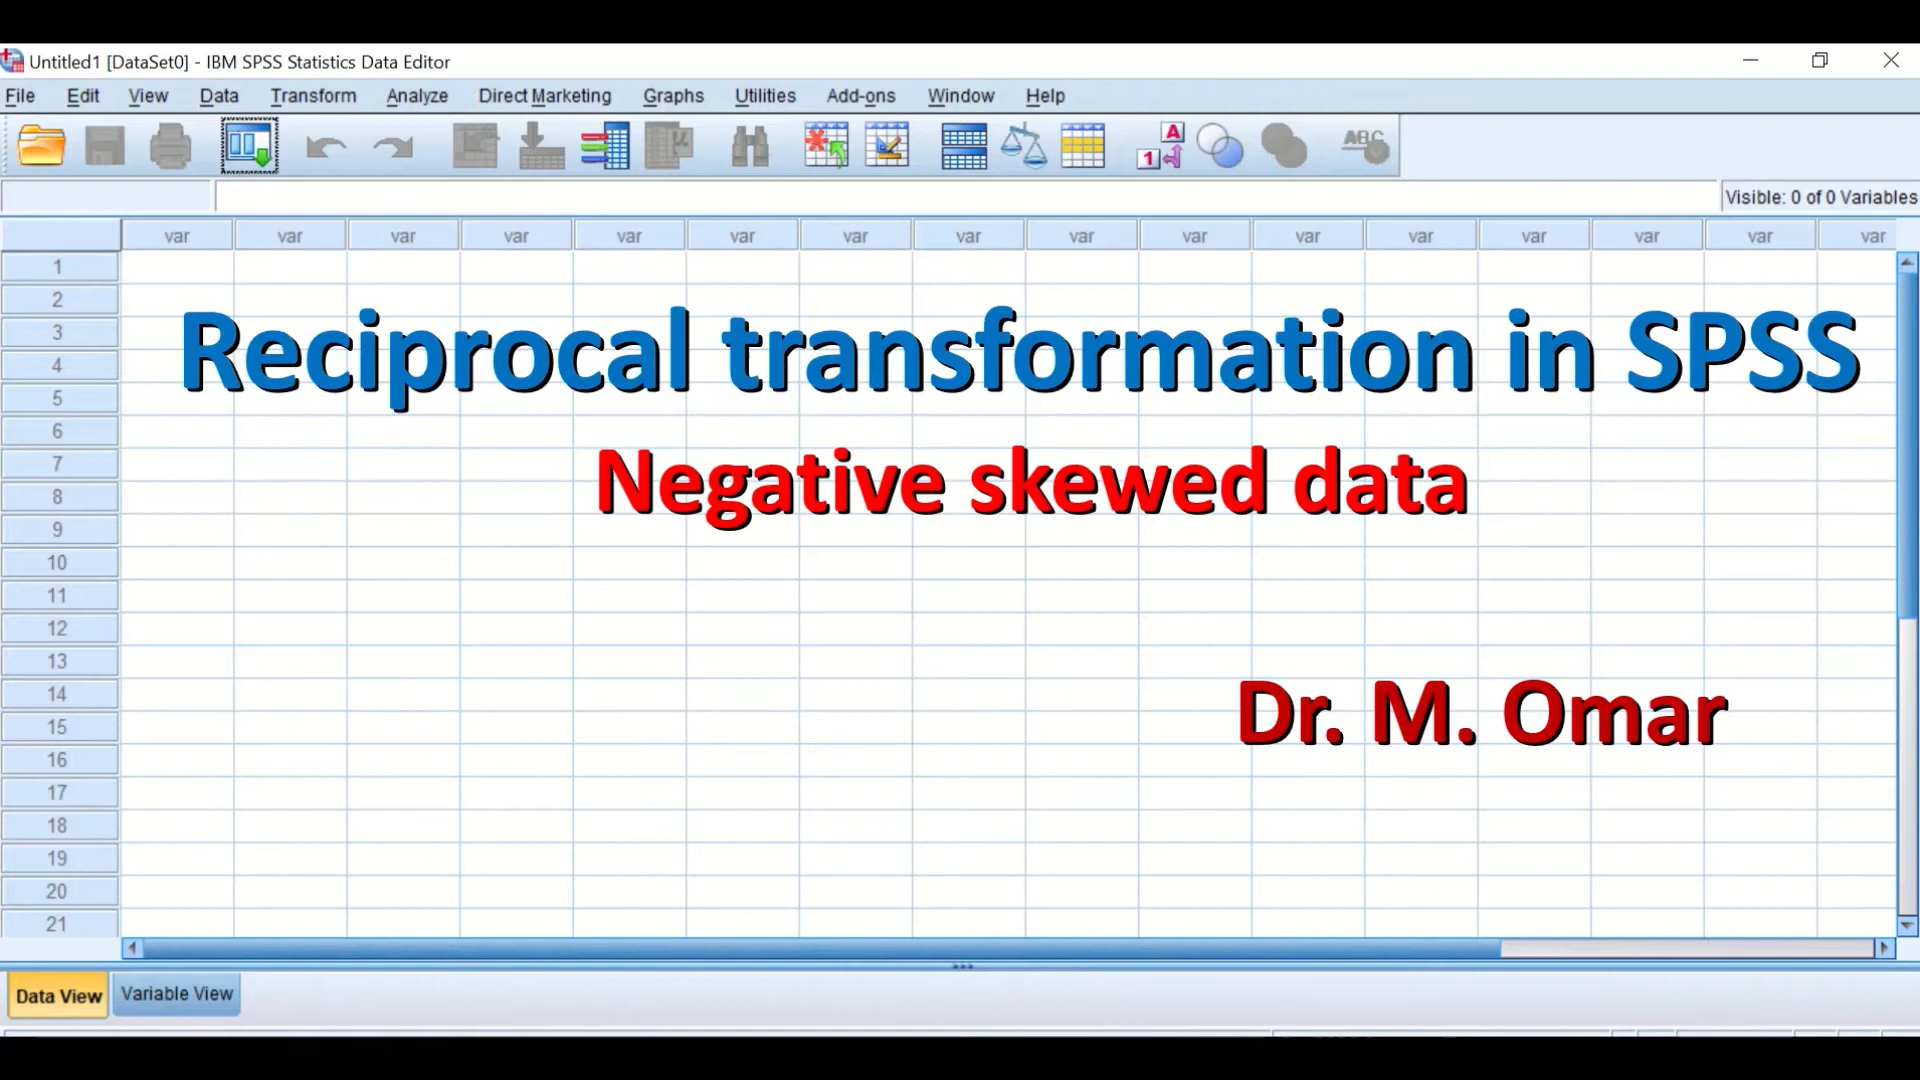 Untitled1 [DataSet0] - IBM SPSS Statistics Data Editor
File Edit View Data Transform Analyze Direct Marketing Graphs Utilities Add-ons Window Help
A
1
ABC
Visible: 0 of 0 Variables
var var var var var var var var var var var var var var var var
1
2
3
Reciprocal transformation in SPSS
4
5
6
7
Negative skewed data
8
9
10
11
12
13
14
Dr. M. Omar
15
16
17
18
19
20
21
Data View Variable View